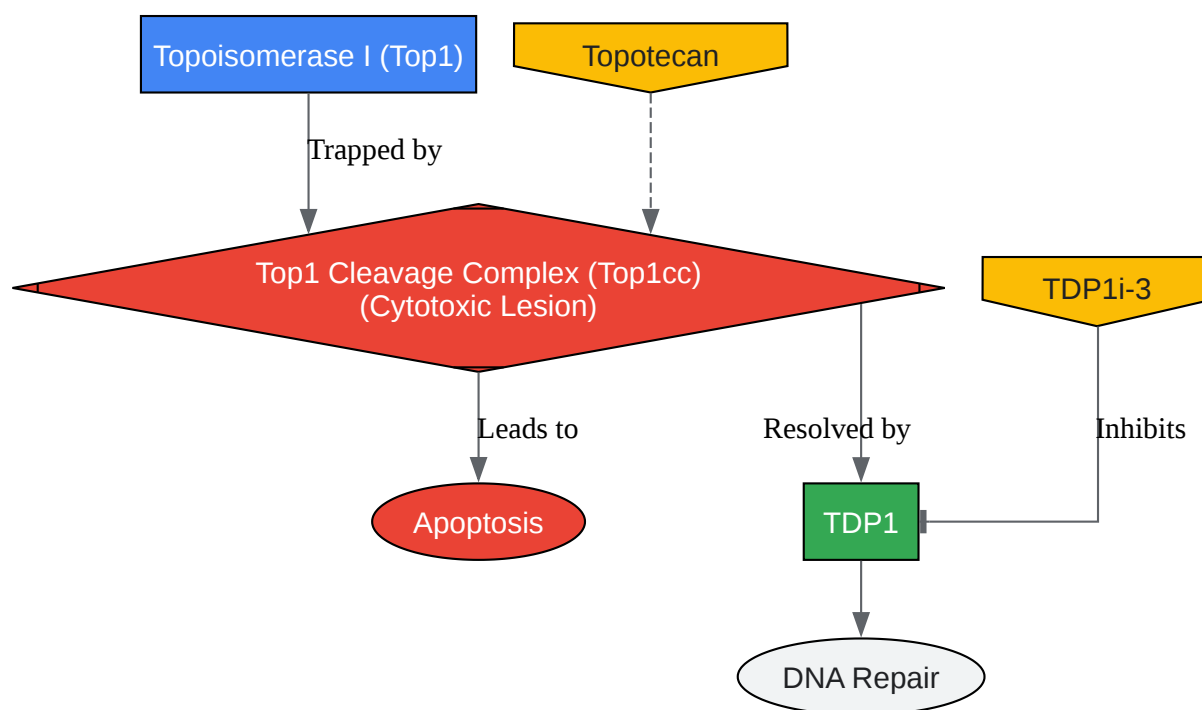 Topoisomerase I (Top1)
Topotecan
Trapped by
Top1 Cleavage Complex (Top1cc)
(Cytotoxic Lesion)
TDP1i-3
Leads to
Resolved by
Inhibits
Apoptosis
TDP1
DNA Repair